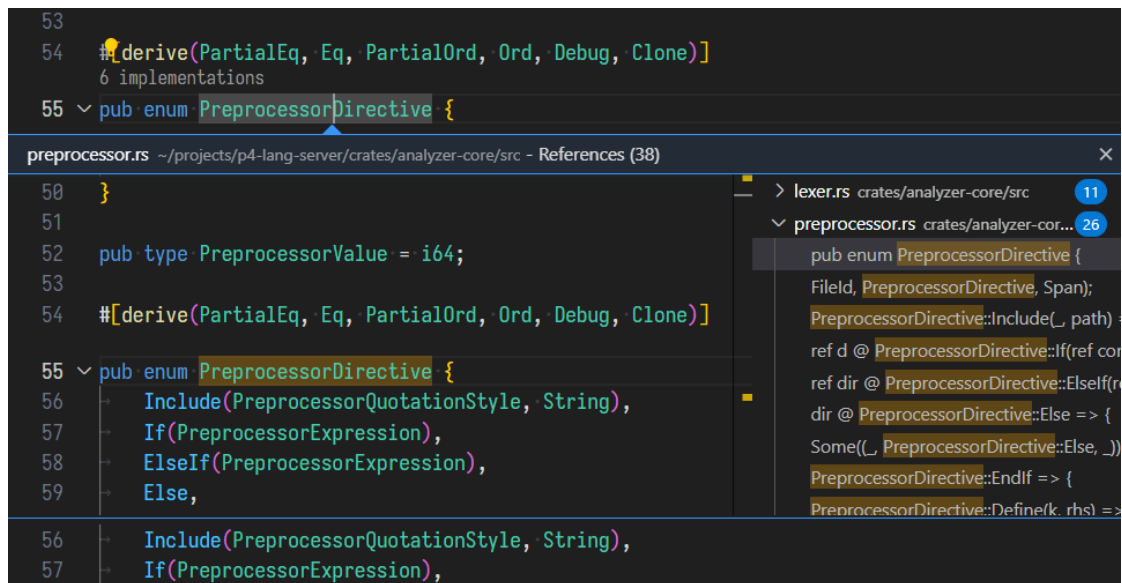 53
54 #[derive(PartialEq, Eq, PartialOrd, Ord, Debug, Clone)]
6 implementations
55 pub enum PreprocessorDirective {
preprocessor.rs ~/projects/p4-lang-server/crates/analyzer-core/src - References (38)
50 }
51
52 pub type PreprocessorValue = i64;
53
54 #[derive(PartialEq, Eq, PartialOrd, Ord, Debug, Clone)]
55 pub enum PreprocessorDirective {
56 Include(PreprocessorQuotationStyle, String),
57 If(PreprocessorExpression),
58 ElseIf(PreprocessorExpression),
59 Else,
lexer.rs crates/analyzer-core/src 11
preprocessor.rs crates/analyzer-cor... 26
pub enum PreprocessorDirective {
FileId, PreprocessorDirective, Span);
PreprocessorDirective::Include(_, path) =
ref d @ PreprocessorDirective::If(ref cor
ref dir @ PreprocessorDirective::ElseIf(re
dir @ PreprocessorDirective::Else => {
Some((_, PreprocessorDirective::Else, _))
PreprocessorDirective::EndIf => {
PreprocessorDirective::Define(k, rhs) =>
56 Include(PreprocessorQuotationStyle, String),
57 If(PreprocessorExpression),